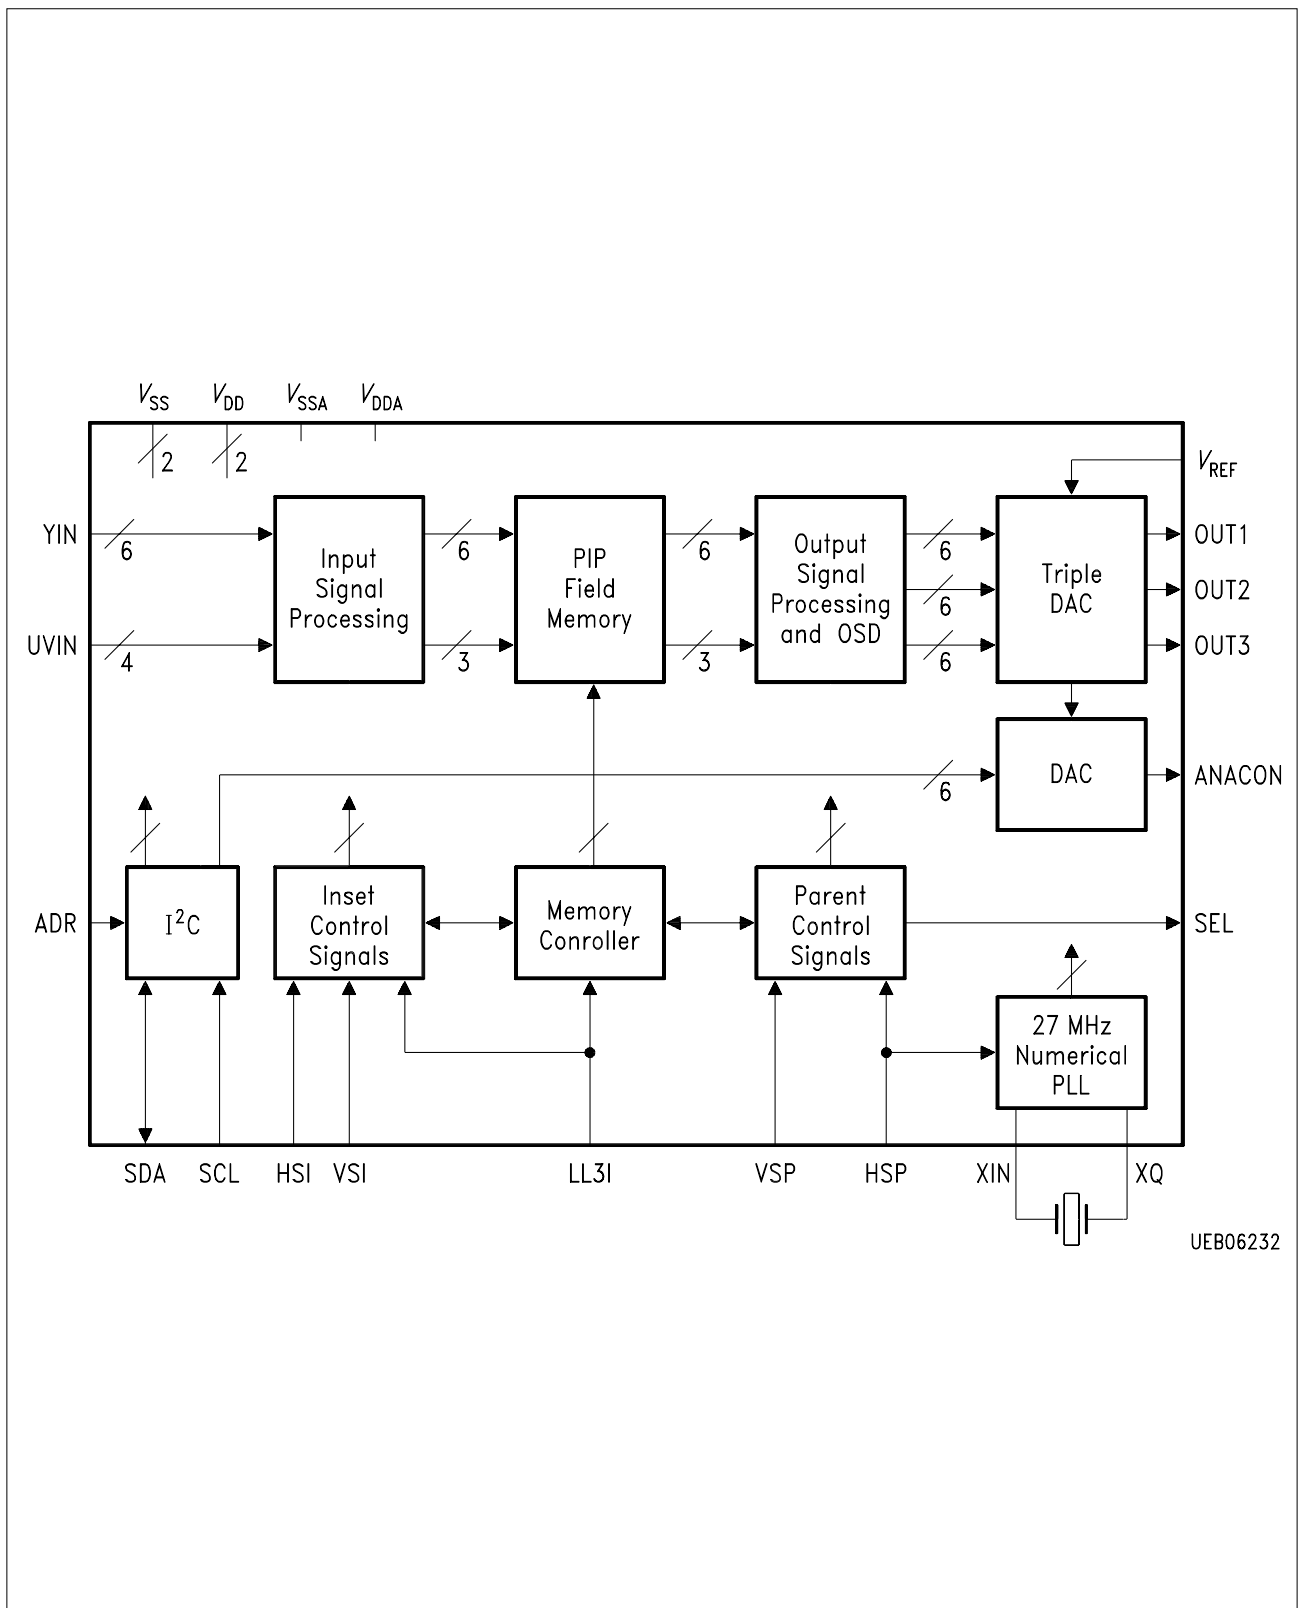 VSS VDD VSSA VDDA
2 2
VREF
YIN 6 6 6 6 OUT1
Input
Signal
Processing
PIP
Field
Memory
Output
Signal
Processing
and OSD
Triple
DAC
6 OUT2
UVIN 4 3 3 6 OUT3
6 DAC ANACON
ADR
I²C
Inset
Control
Signals
Memory
Conroller
Parent
Control
Signals
SEL
27 MHz
Numerical
PLL
SDA SCL HSI VSI LL3I VSP HSP XIN XQ
UEB06232